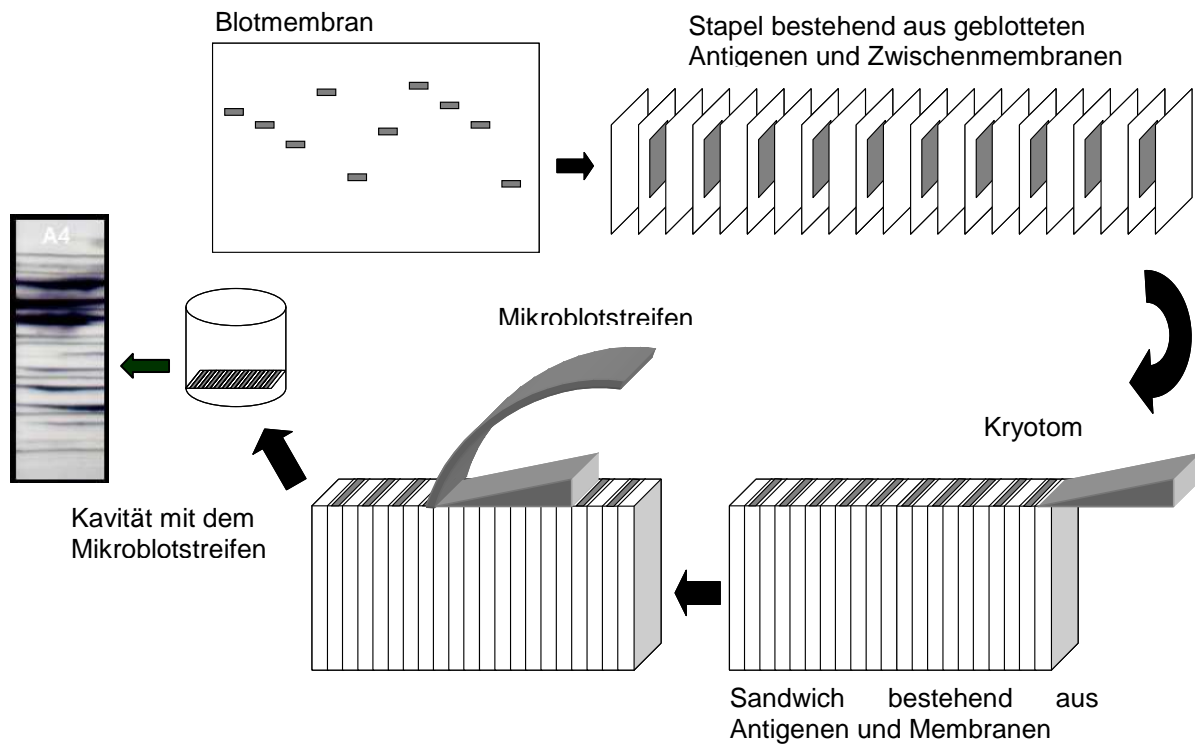 Blotmembran
Stapel bestehend aus geblotteten
Antigenen und Zwischenmembranen
A4
Mikroblotstreifen
Kryotom
Kavität mit dem
Mikroblotstreifen
Sandwich bestehend aus
Antigenen und Membranen